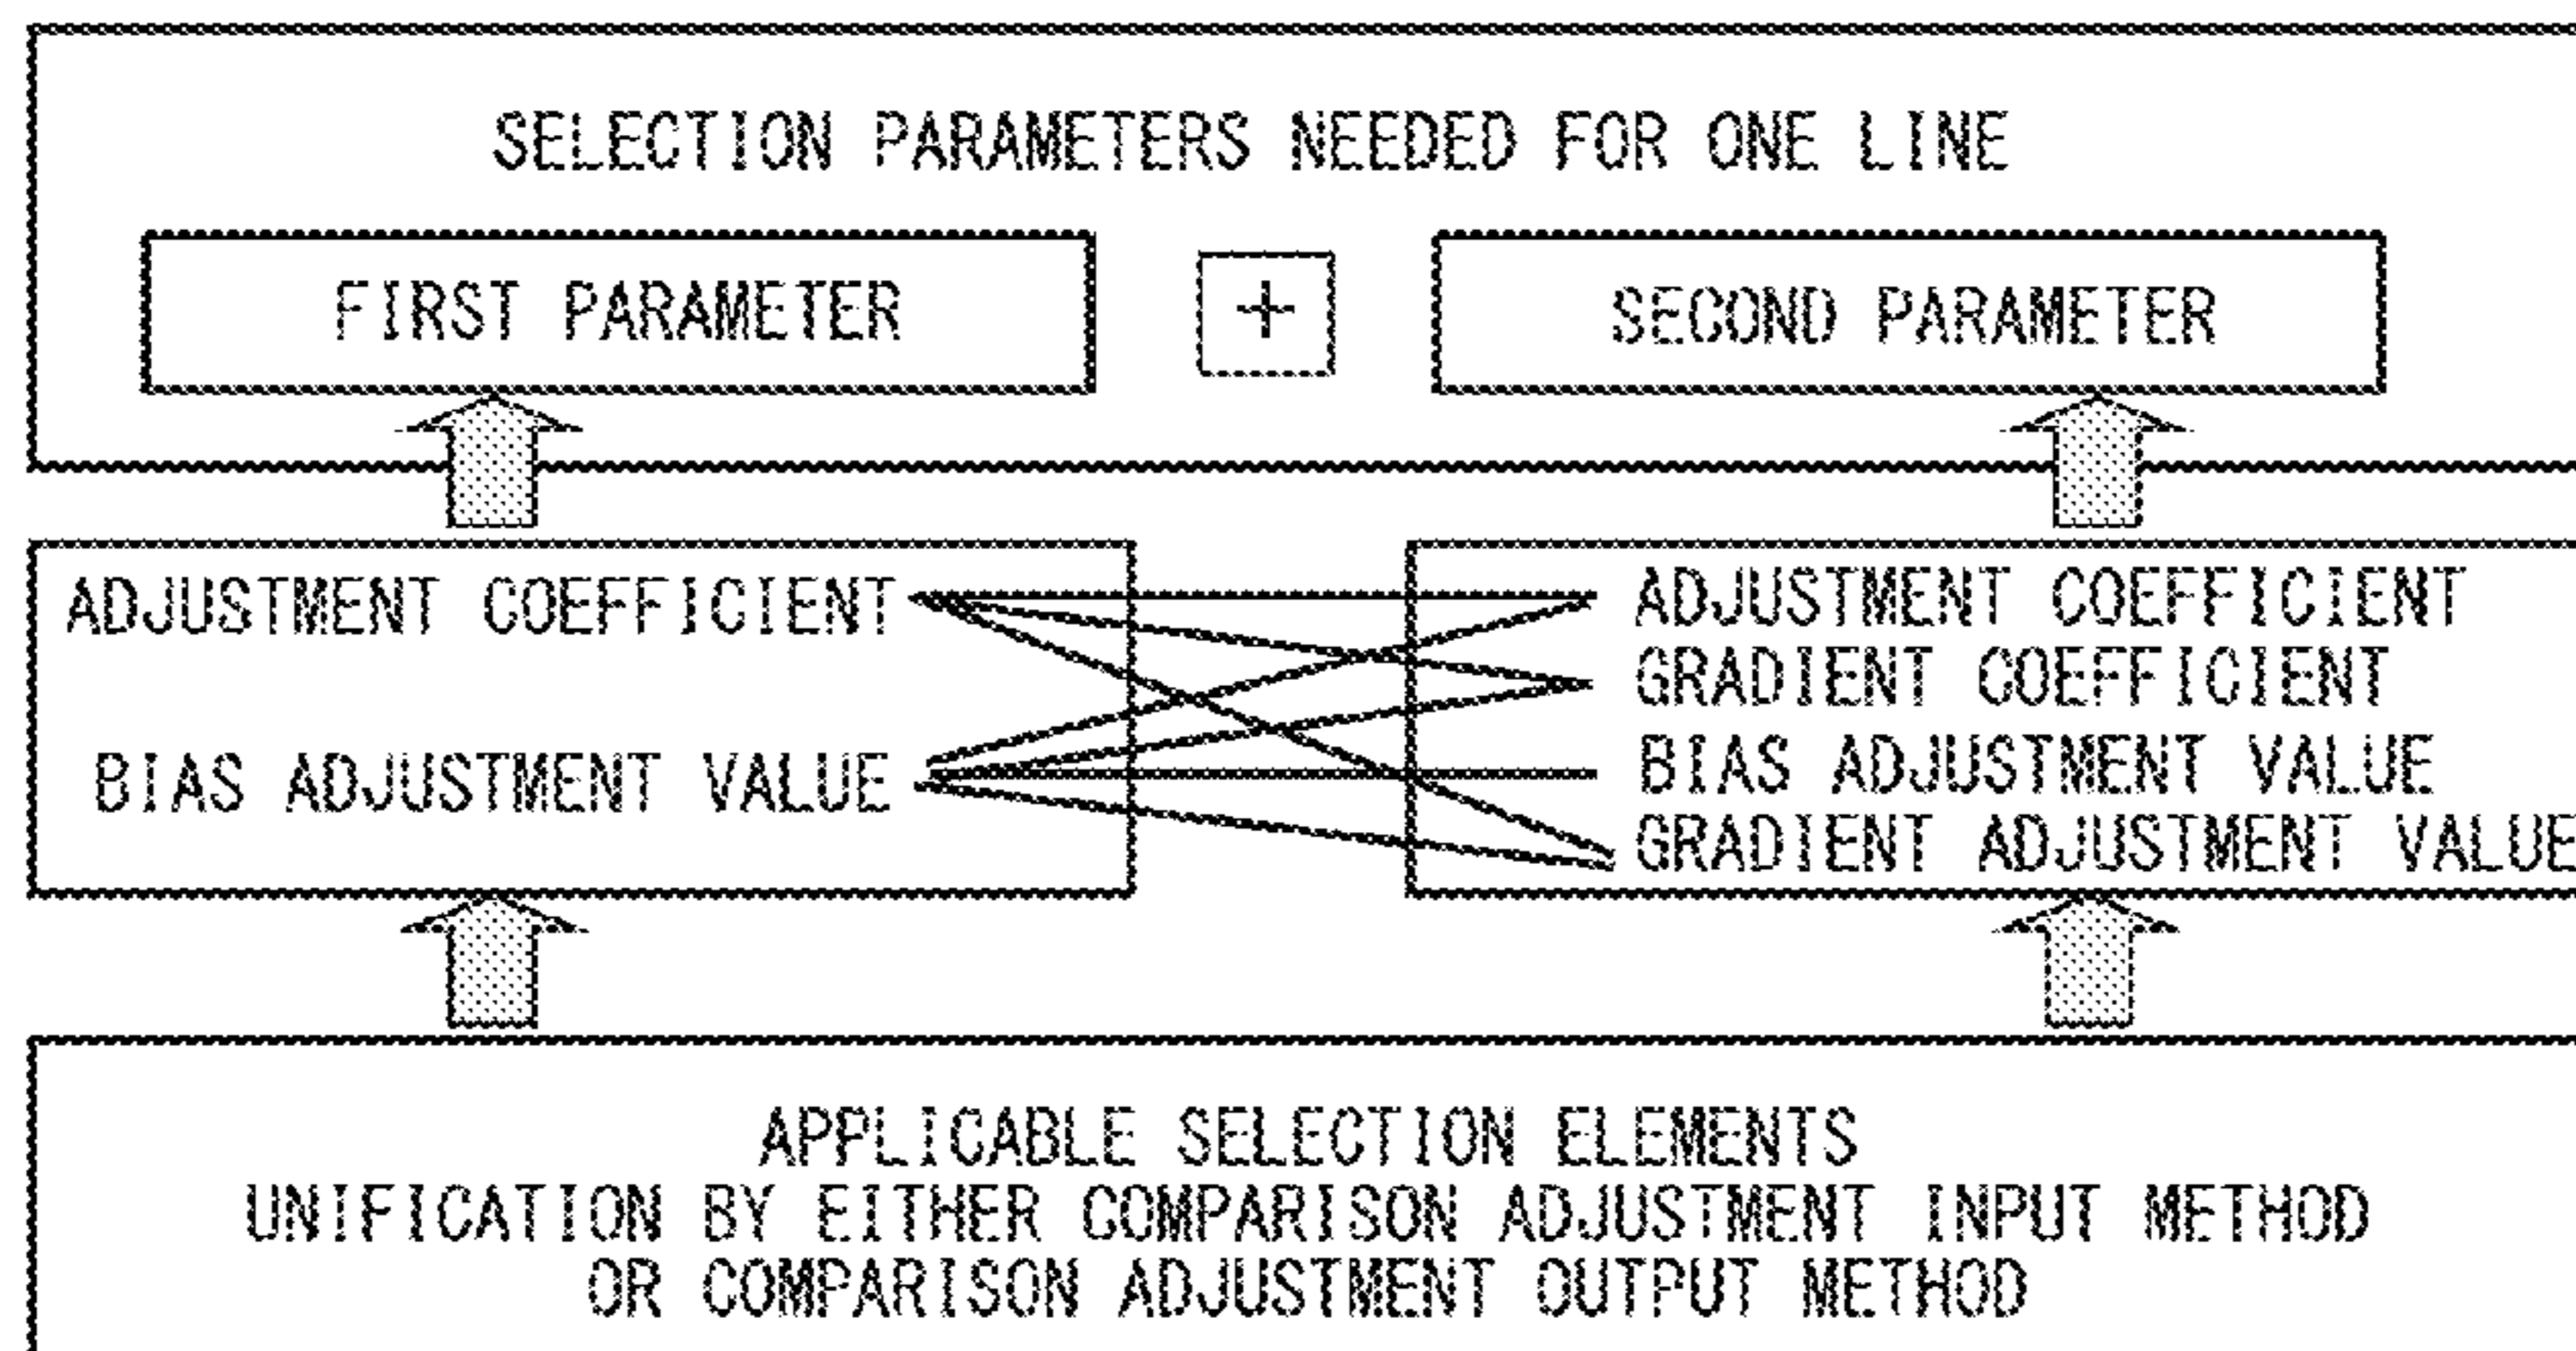 SELECTION PARAMETERS NEEDED FOR ONE LINE
FIRST PARAMETER
+
SECOND PARAMETER
ADJUSTMENT COEFFICIENT
BIAS ADJUSTMENT VALUE
ADJUSTMENT COEFFICIENT
GRADIENT COEFFICIENT
BIAS ADJUSTMENT VALUE
GRADIENT ADJUSTMENT VALUE
APPLICABLE SELECTION ELEMENTS
UNIFICATION BY EITHER COMPARISON ADJUSTMENT INPUT METHOD
OR COMPARISON ADJUSTMENT OUTPUT METHOD